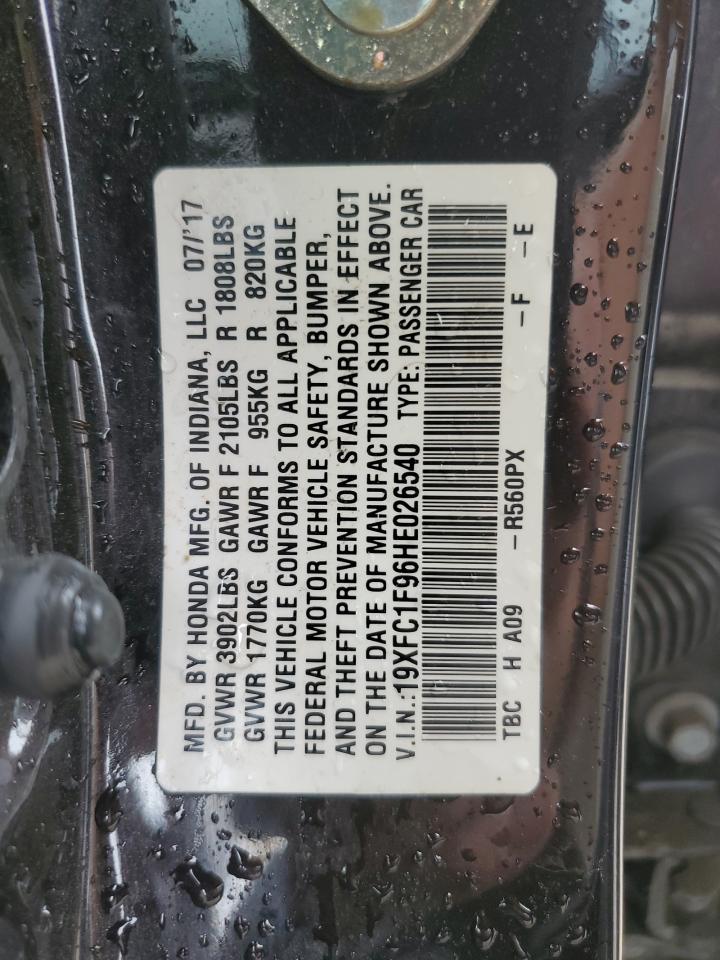 MFD. BY HONDA MFG. OF INDIANA, LLC 07/'17
GVWR 3902LBS GAWR F 2105LBS R 1808LBS
GVWR 1770KG GAWR F 955KG R 820KG
THIS VEHICLE CONFORMS TO ALL APPLICABLE
FEDERAL MOTOR VEHICLE SAFETY, BUMPER,
AND THEFT PREVENTION STANDARDS IN EFFECT
ON THE DATE OF MANUFACTURE SHOWN ABOVE.
V.I.N.:19XFC1F96HE026540 TYPE: PASSENGER CAR
TBC H A09 –R560PX –F –E